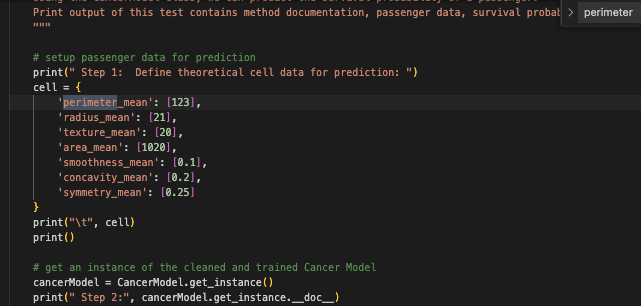 Print output of this test contains method documentation, passenger data, survival
perimeter
"""
# setup passenger data for prediction
print(" Step 1:  Define theoretical cell data for prediction: ")
cell = {
    'perimeter_mean': [123],
    'radius_mean': [21],
    'texture_mean': [20],
    'area_mean': [1020],
    'smoothness_mean': [0.1],
    'concavity_mean': [0.2],
    'symmetry_mean': [0.25]
}
print("\t", cell)
print()
# get an instance of the cleaned and trained Cancer Model
cancerModel = CancerModel.get_instance()
print(" Step 2:", cancerModel.get_instance.__doc__)